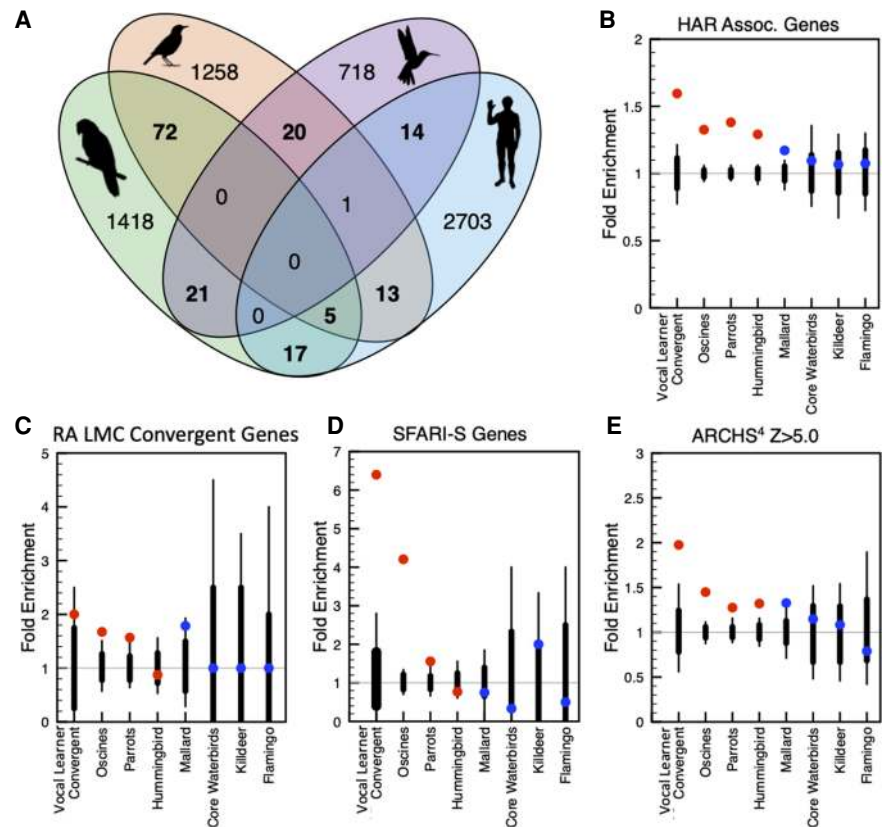 A
1258
718
72
20
14
0
1
1418
2703
0
21
0
5
13
17
B
HAR Assoc. Genes
Fold Enrichment
2
1.5
1
0.5
0
Vocal Learner
Convergent
Oscines
Parrots
Hummingbird
Mallard
Core Waterbirds
Killdeer
Flamingo
C
RA LMC Convergent Genes
Fold Enrichment
5
4
3
2
1
0
Vocal Learner
Convergent
Oscines
Parrots
Hummingbird
Mallard
Core Waterbirds
Killdeer
Flamingo
D
SFARI-S Genes
Fold Enrichment
7
6
5
4
3
2
1
0
Vocal Learner
Convergent
Oscines
Parrots
Hummingbird
Mallard
Core Waterbirds
Killdeer
Flamingo
E
ARCHS⁴ Z>5.0
Fold Enrichment
3
2.5
2
1.5
1
0.5
0
Vocal Learner
Convergent
Oscines
Parrots
Hummingbird
Mallard
Core Waterbirds
Killdeer
Flamingo